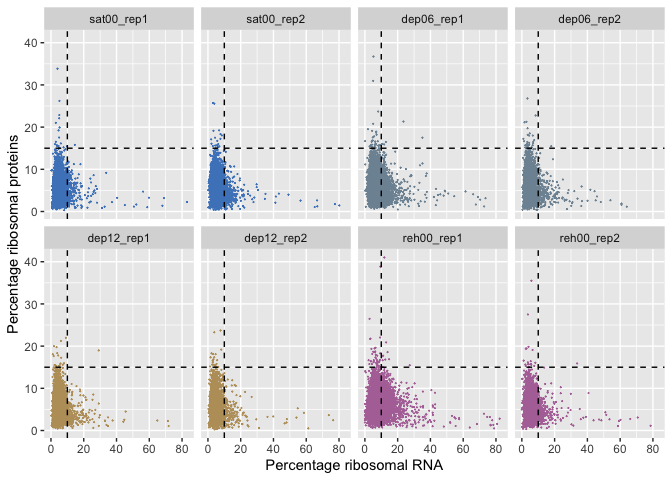 sat00_rep1 sat00_rep2 dep06_rep1 dep06_rep2
40
30
20
10
0
Percentage ribosomal proteins
dep12_rep1 dep12_rep2 reh00_rep1 reh00_rep2
40
30
20
10
0
0 20 40 60 80 0 20 40 60 80 0 20 40 60 80 0 20 40 60 80
Percentage ribosomal RNA